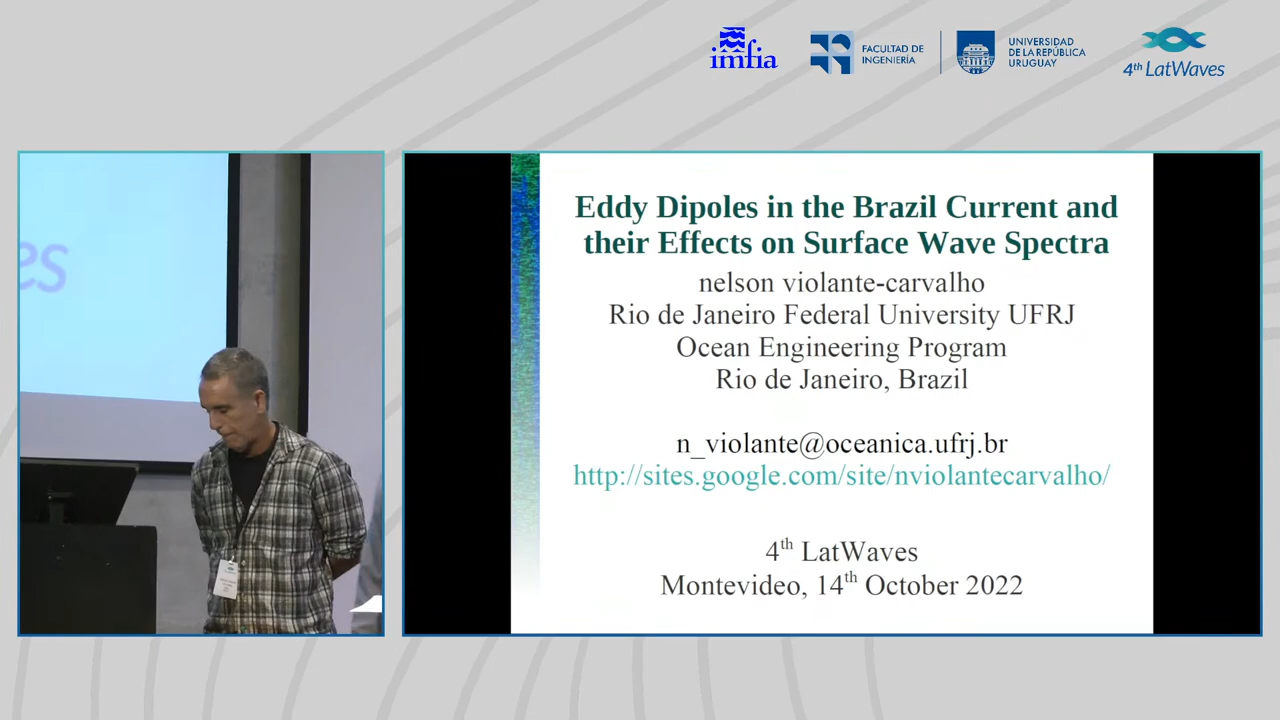 imfia
FACULTAD DE
INGENIERÍA
UNIVERSIDAD
DE LA REPÚBLICA
URUGUAY
4th LatWaves
es
Eddy Dipoles in the Brazil Current and
their Effects on Surface Wave Spectra
nelson violante-carvalho
Rio de Janeiro Federal University UFRJ
Ocean Engineering Program
Rio de Janeiro, Brazil
n_violante@oceanica.ufrj.br
http://sites.google.com/site/nviolantecarvalho/
4th LatWaves
Montevideo, 14th October 2022